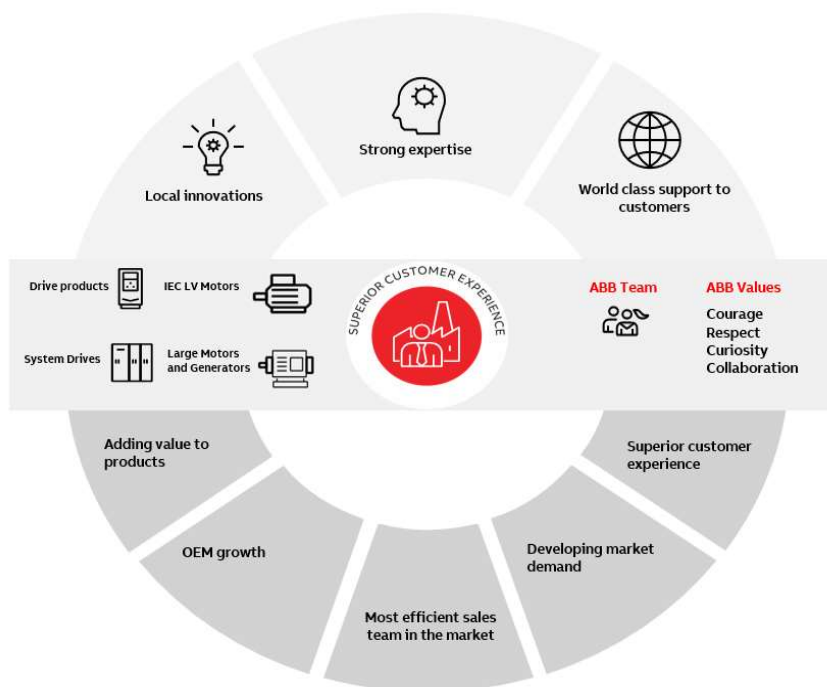 Strong expertise
Local innovations
World class support to
customers
Drive products
IEC LV Motors
System Drives
Large Motors
and Generators
SUPERIOR CUSTOMER EXPERIENCE
ABB Team
ABB Values
Courage
Respect
Curiosity
Collaboration
Adding value to
products
Superior customer
experience
OEM growth
Developing market
demand
Most efficient sales
team in the market